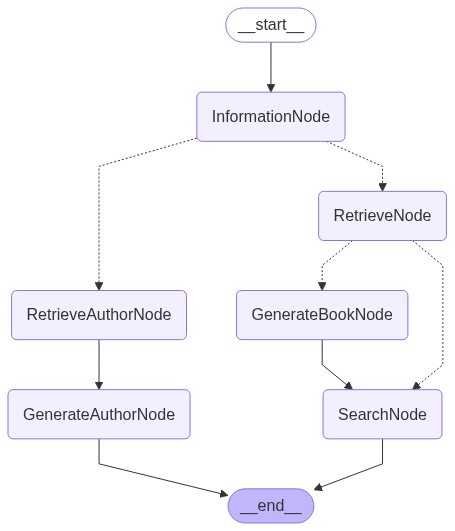 __start__
InformationNode
RetrieveNode
RetrieveAuthorNode
GenerateBookNode
GenerateAuthorNode
SearchNode
__end__